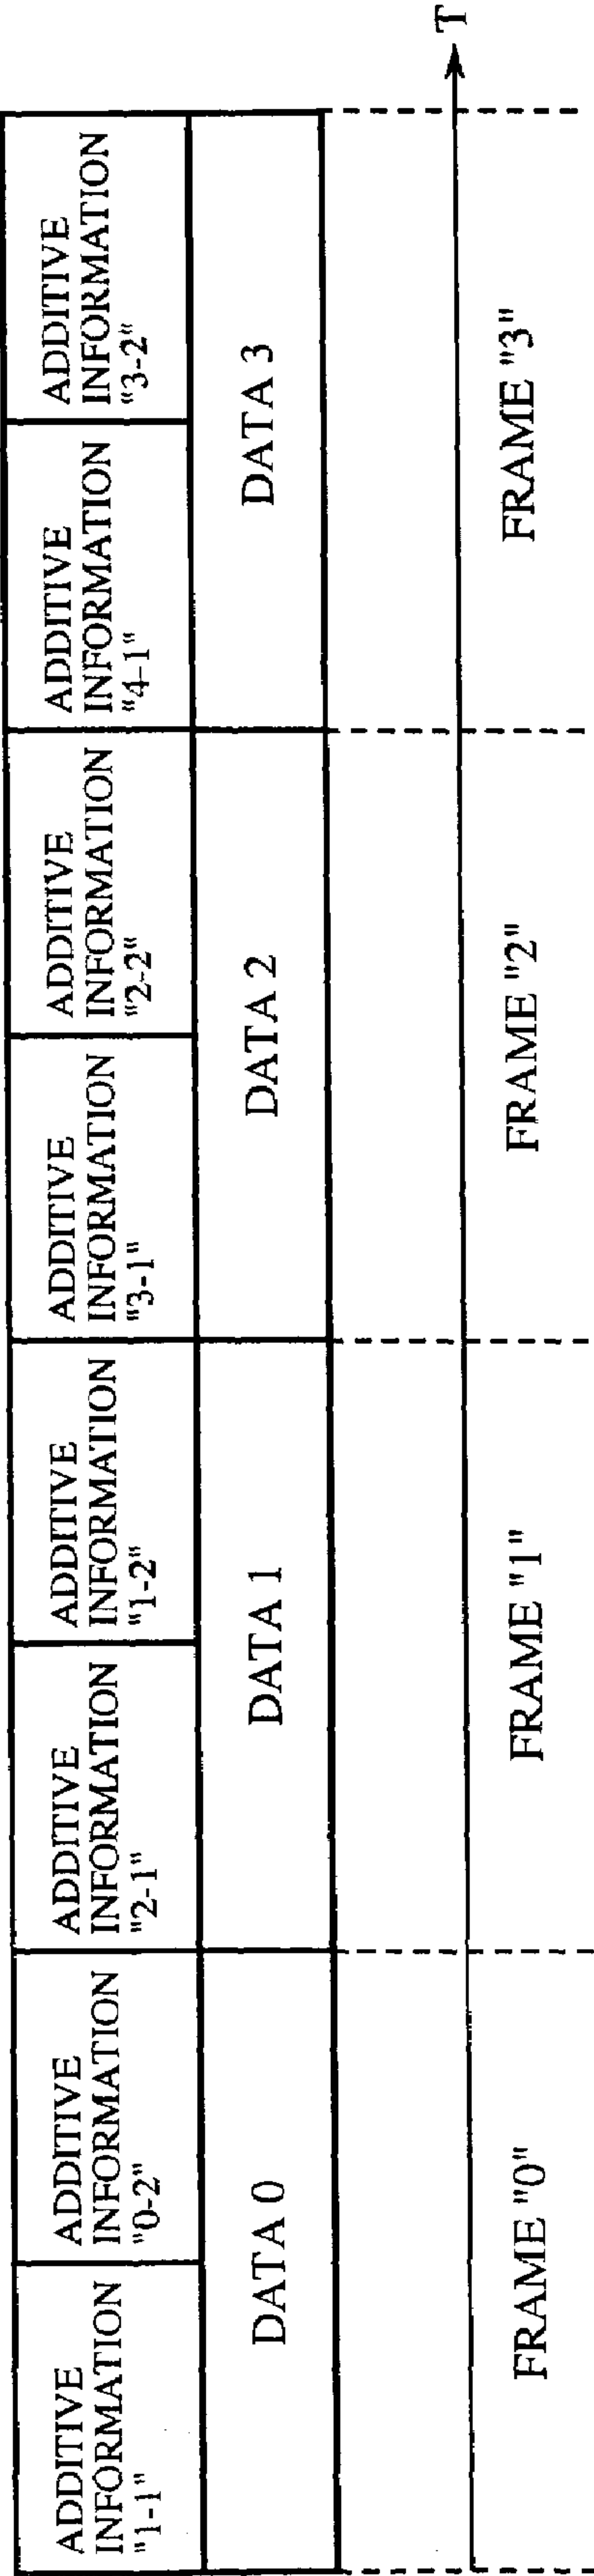 ADDITIVE
INFORMATION
"1-1"
ADDITIVE
INFORMATION
"0-2"
ADDITIVE
INFORMATION
"2-1"
ADDITIVE
INFORMATION
"1-2"
ADDITIVE
INFORMATION
"3-1"
ADDITIVE
INFORMATION
"2-2"
ADDITIVE
INFORMATION
"4-1"
ADDITIVE
INFORMATION
"3-2"
DATA 0
DATA 1
DATA 2
DATA 3
T
FRAME "0"
FRAME "1"
FRAME "2"
FRAME "3"